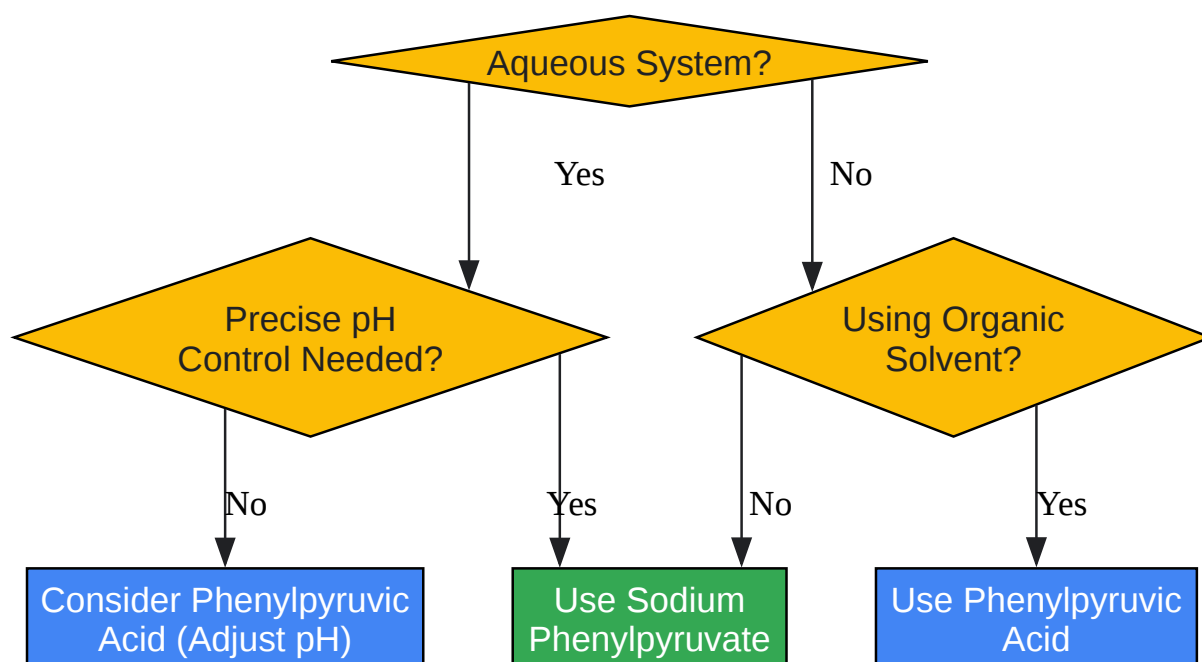 Aqueous System?
Yes
No
Precise pH
Control Needed?
Using Organic
Solvent?
No
Yes
No
Yes
Consider Phenylpyruvic
Acid (Adjust pH)
Use Sodium
Phenylpyruvate
Use Phenylpyruvic
Acid